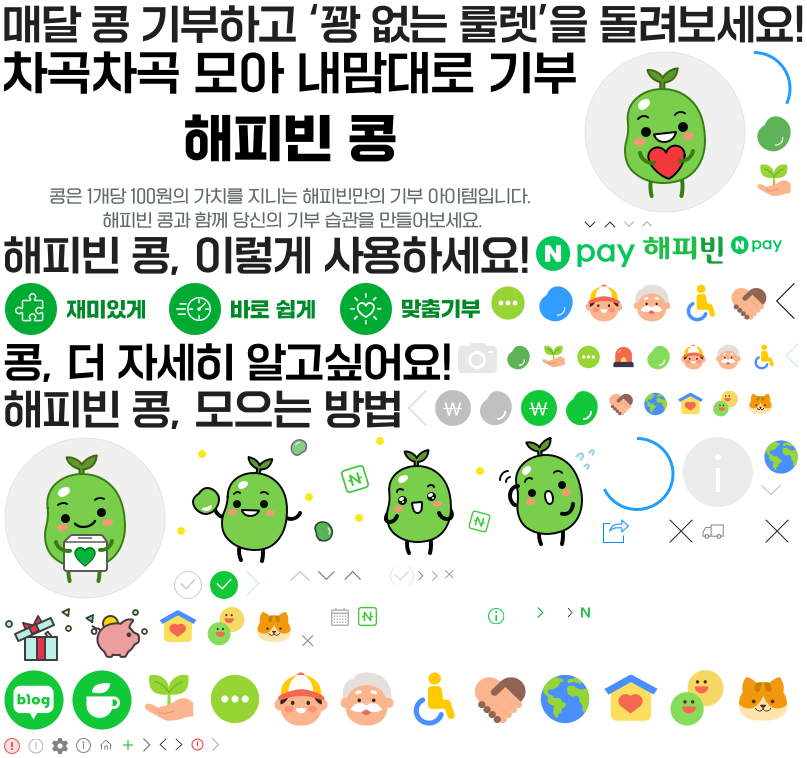 매달 콩 기부하고 ‘꽝 없는 룰렛’을 돌려보세요!
차곡차곡 모아 내맘대로 기부
해피빈 콩
콩은 1개당 100원의 가치를 지니는 해피빈만의 기부 아이템입니다.
해피빈 콩과 함께 당신의 기부 습관을 만들어보세요.
해피빈 콩, 이렇게 사용하세요!
N pay 해피빈 N pay
재미있게 바로 쉽게 맞춤기부
콩, 더 자세히 알고싶어요!
해피빈 콩, 모으는 방법
₩ ₩
N
N
i
N i N
blog